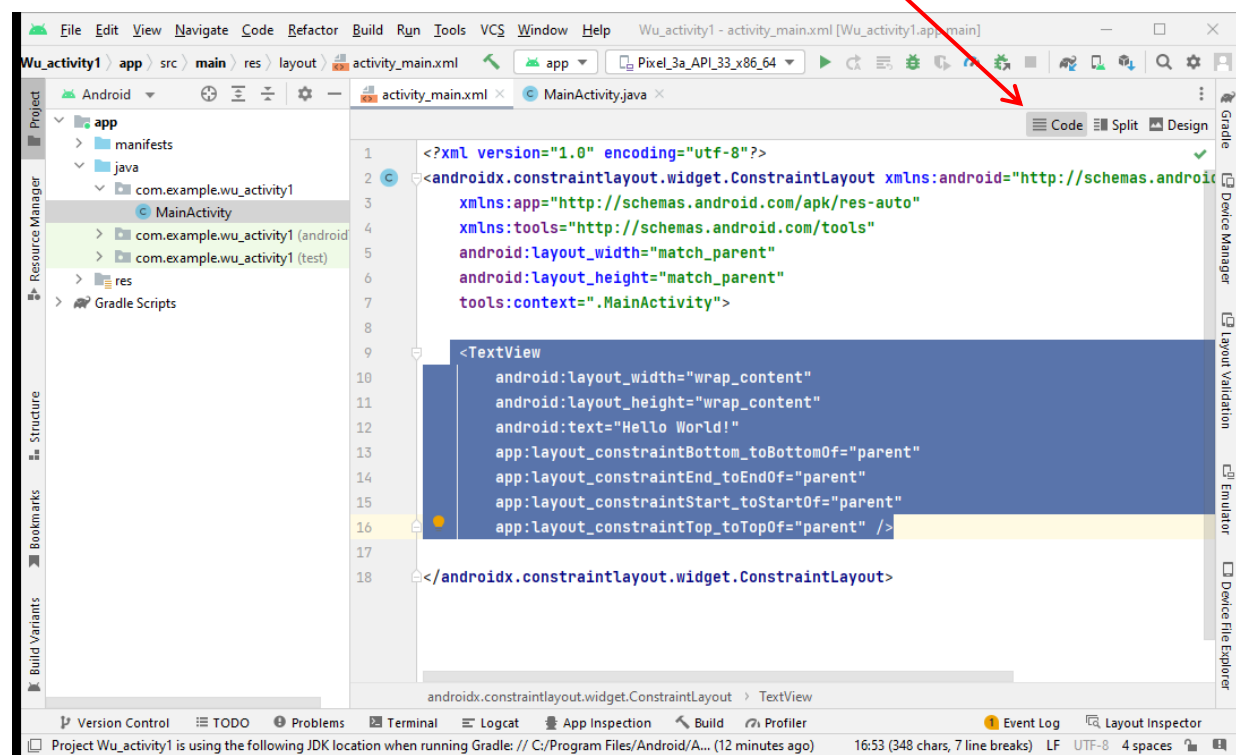 File Edit View Navigate Code Refactor Build Run Tools VCS Window Help Wu_activity1 - activity_main.xml [Wu_activity1.app.main]
Wu_activity1 app src main res layout activity_main.xml app Pixel_3a_API_33_x86_64
Android activity_main.xml MainActivity.java
Code Split Design
Project
Resource Manager
Structure
Bookmarks
Build Variants
app
manifests
java
com.example.wu_activity1
MainActivity
com.example.wu_activity1 (android
com.example.wu_activity1 (test)
res
Gradle Scripts
1 <?xml version="1.0" encoding="utf-8"?>
2 <androidx.constraintlayout.widget.ConstraintLayout xmlns:android="http://schemas.androi
3 xmlns:app="http://schemas.android.com/apk/res-auto"
4 xmlns:tools="http://schemas.android.com/tools"
5 android:layout_width="match_parent"
6 android:layout_height="match_parent"
7 tools:context=".MainActivity">
8
9 <TextView
10 android:layout_width="wrap_content"
11 android:layout_height="wrap_content"
12 android:text="Hello World!"
13 app:layout_constraintBottom_toBottomOf="parent"
14 app:layout_constraintEnd_toEndOf="parent"
15 app:layout_constraintStart_toStartOf="parent"
16 app:layout_constraintTop_toTopOf="parent" />
17
18 </androidx.constraintlayout.widget.ConstraintLayout>
Gradle
Device Manager
Layout Validation
Emulator
Device File Explorer
androidx.constraintlayout.widget.ConstraintLayout TextView
Version Control TODO Problems Terminal Logcat App Inspection Build Profiler 1 Event Log Layout Inspector
Project Wu_activity1 is using the following JDK location when running Gradle: // C:/Program Files/Android/A... (12 minutes ago) 16:53 (348 chars, 7 line breaks) LF UTF-8 4 spaces